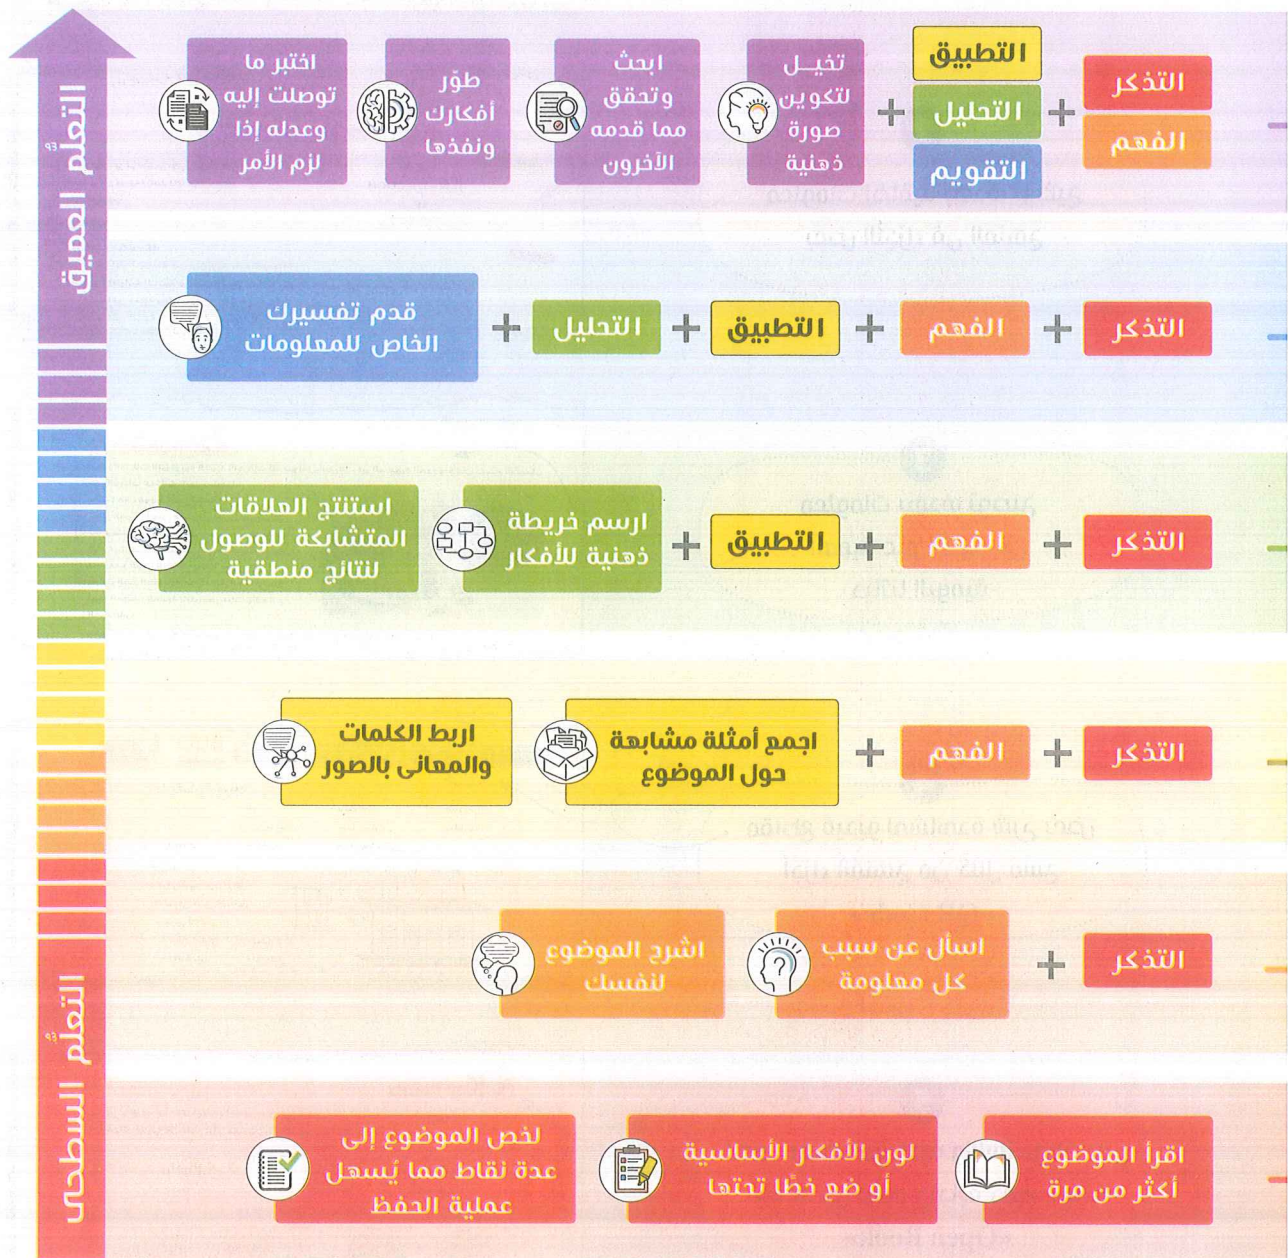 التذكر
الفهم
+
التطبيق
التحليل
التقويم
+
تخيـل
لتكوين
صورة
ذهنية
ابحث
وتحقق
مما قدمه
الآخرون
طوّر
أفكارك
ونفذها
اختبر ما
توصلت إليه
وعدله إذا
لزم الأمر
التعلُّم العميق
التذكر
+
الفهم
+
التطبيق
+
التحليل
+
قدم تفسيرك
الخاص للمعلومات
التذكر
+
الفهم
+
التطبيق
+
ارسم خريطة
ذهنية للأفكار
استنتج العلاقات
المتشابكة للوصول
لنتائج منطقية
التذكر
+
الفهم
+
اجمع أمثلة مشابهة
حول الموضوع
اربط الكلمات
والمعانى بالصور
التذكر
+
اسأل عن سبب
كل معلومة
?
اشرح الموضوع
لنفسك
اقرأ الموضوع
أكثر من مرة
لون الأفكار الأساسية
أو ضع خطًا تحتها
لخص الموضوع إلى
عدة نقاط مما يُسهل
عملية الحفظ
التعلُّم السطحى